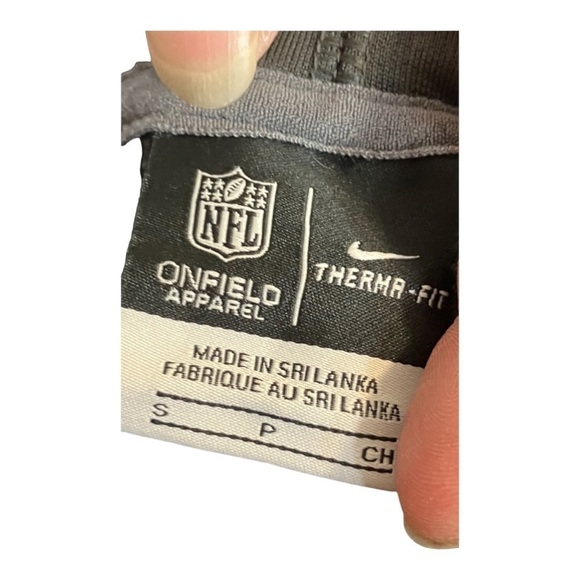 NFL
ONFIELD
APPAREL
THERMA-FIT
MADE IN SRI LANKA
FABRIQUE AU SRI LANKA
S P CH